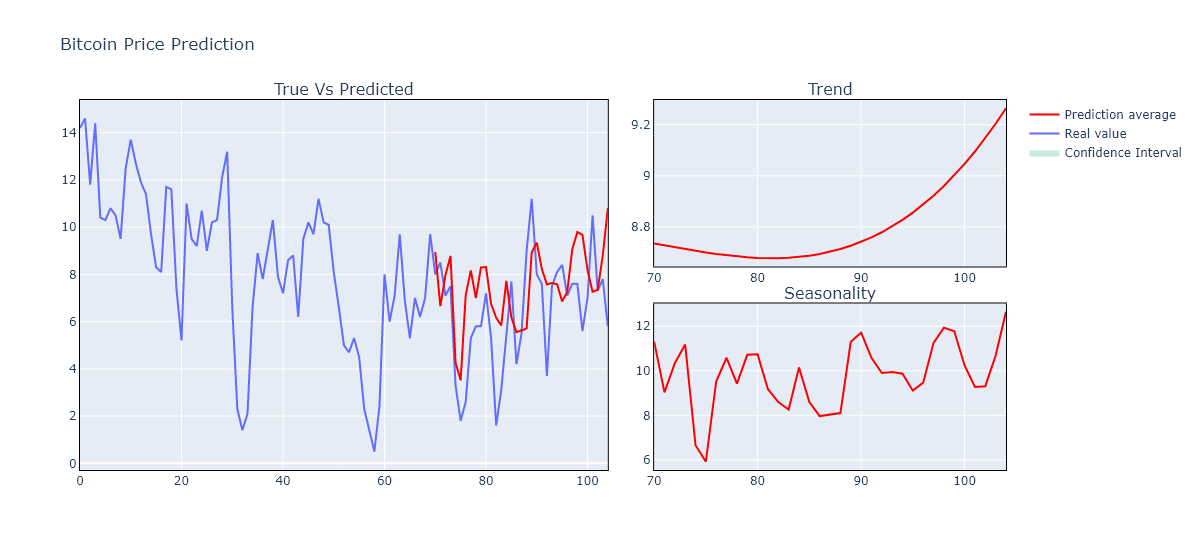 Bitcoin Price Prediction
True Vs Predicted
14
12
10
8
6
4
2
0
0 20 40 60 80 100
Trend
9.2
9
8.8
70 80 90 100
Seasonality
12
10
8
6
70 80 90 100
Prediction average
Real value
Confidence Interval